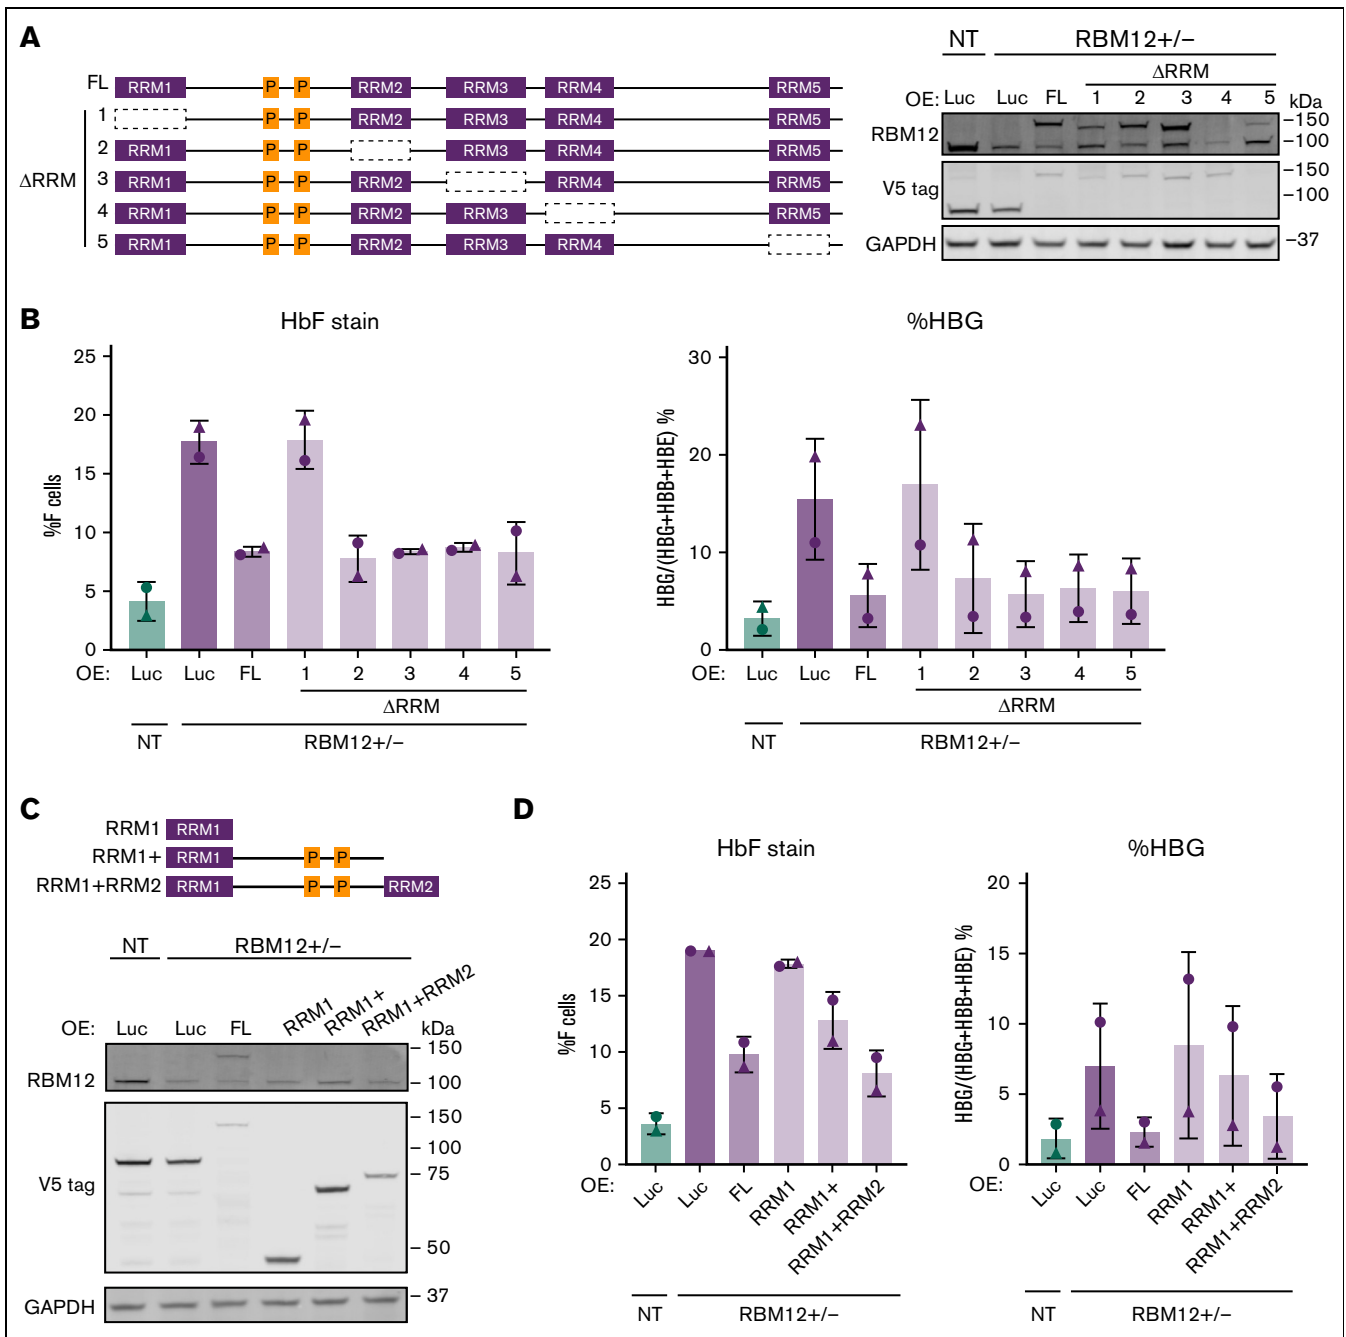 A
FL RRM1 P P RRM2 RRM3 RRM4 RRM5
1 P P RRM2 RRM3 RRM4 RRM5
2 RRM1 P P RRM3 RRM4 RRM5
ΔRRM 3 RRM1 P P RRM2 RRM4 RRM5
4 RRM1 P P RRM2 RRM3 RRM5
5 RRM1 P P RRM2 RRM3 RRM4
NT RBM12+/−
ΔRRM
OE: Luc Luc FL 1 2 3 4 5 kDa
RBM12 −150
−100
V5 tag −150
−100
GAPDH −37
B
HbF stain
%F cells
25
20
15
10
5
0
OE: Luc Luc FL 1 2 3 4 5
ΔRRM
NT RBM12+/−
%HBG
HBG/(HBG+HBB+HBE) %
30
20
10
0
OE: Luc Luc FL 1 2 3 4 5
ΔRRM
NT RBM12+/−
C
RRM1 RRM1
RRM1+ RRM1 P P
RRM1+RRM2 RRM1 P P RRM2
NT RBM12+/−
OE: Luc Luc FL RRM1 RRM1+ RRM1+RRM2 kDa
RBM12 − 150
− 100
V5 tag − 150
− 100
− 75
− 50
GAPDH − 37
D
HbF stain
%F cells
25
20
15
10
5
0
OE: Luc Luc FL RRM1 RRM1+ RRM1+RRM2
NT RBM12+/−
%HBG
HBG/(HBG+HBB+HBE) %
20
15
10
5
0
OE: Luc Luc FL RRM1 RRM1+ RRM1+RRM2
NT RBM12+/−